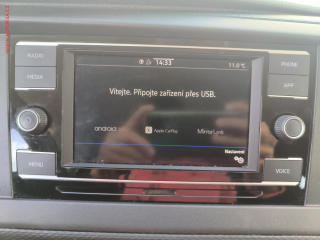 RADIO
MEDIA
MENU
14:33
11.0°C
Vítejte. Připojte zařízení přes USB.
android
Apple CarPlay
MirrorLink
Nastavení
PHONE
APP
VOICE